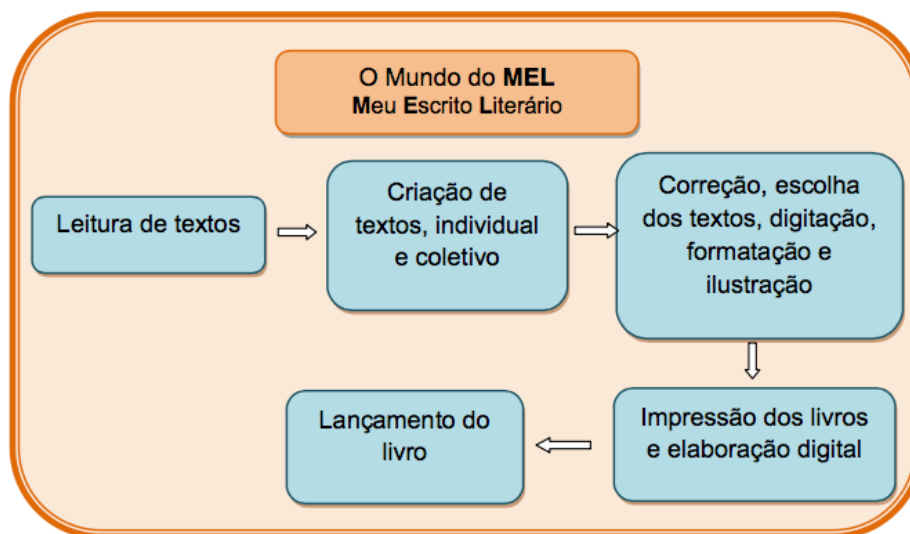 O Mundo do MEL
Meu Escrito Literário
Leitura de textos
Criação de
textos, individual
e coletivo
Correção, escolha
dos textos, digitação,
formatação e
ilustração
Impressão dos livros
e elaboração digital
Lançamento do
livro